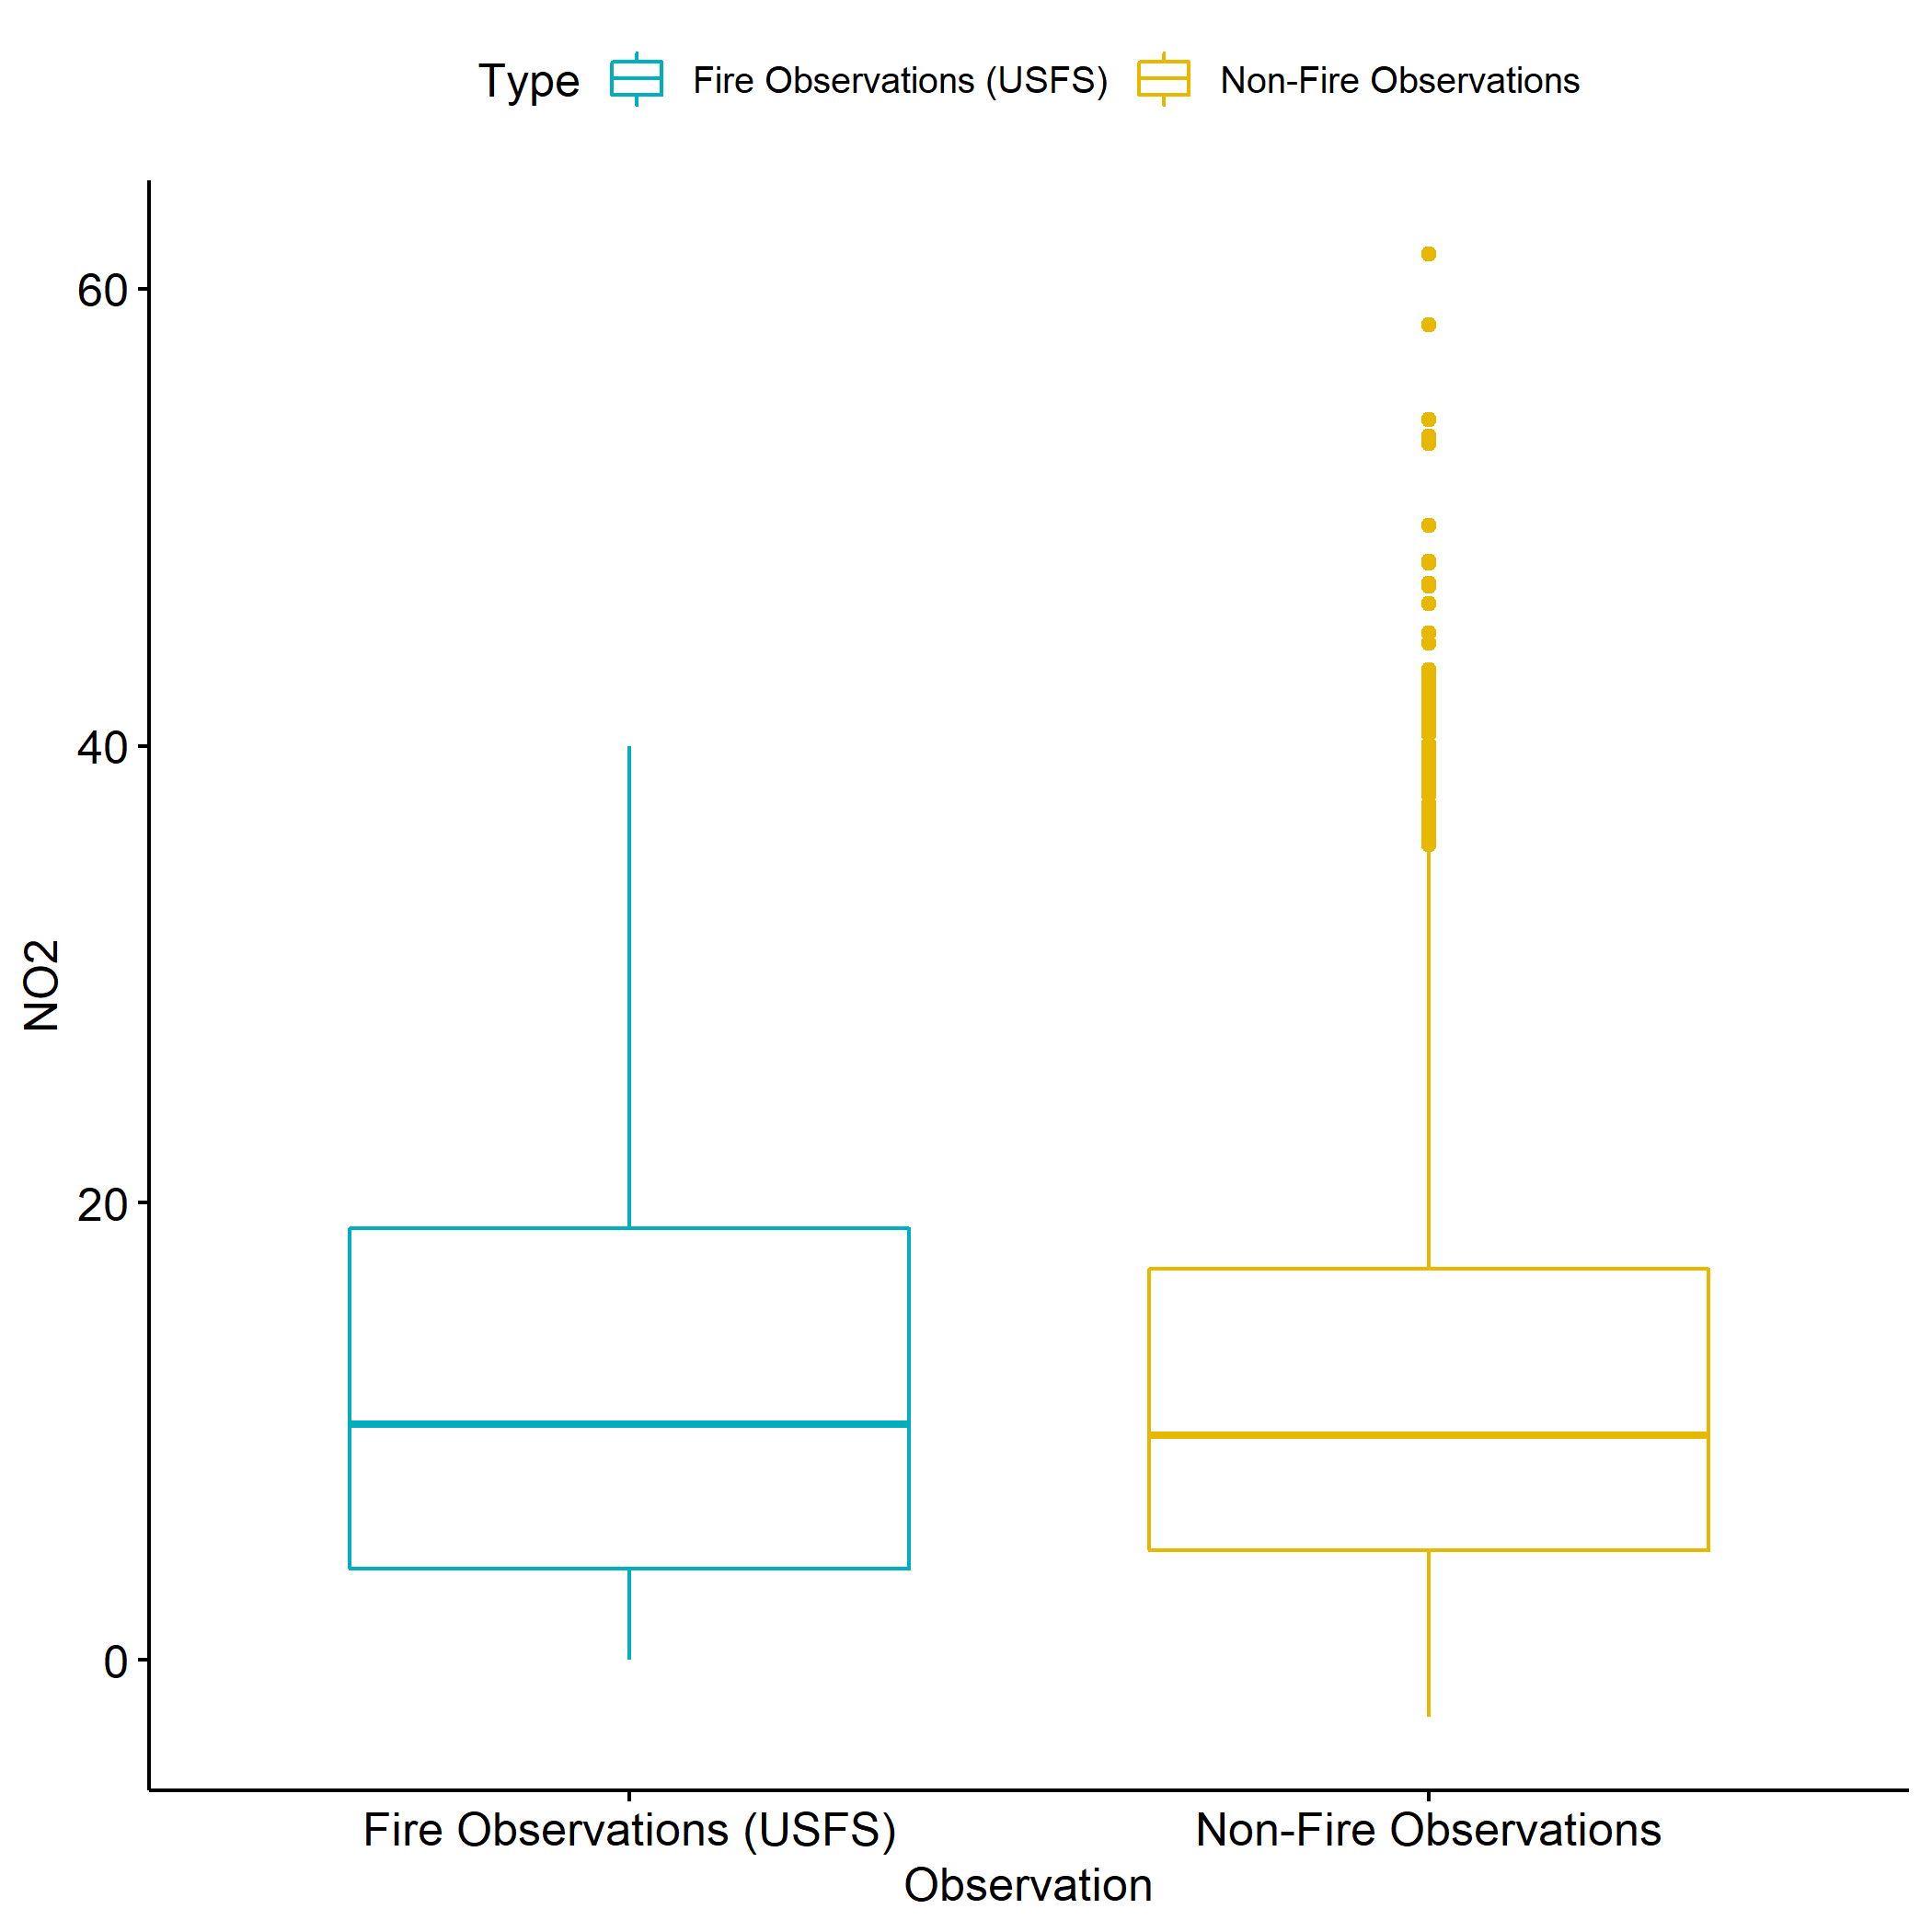 Type Fire Observations (USFS) Non-Fire Observations
60
40
20
0
NO2
Fire Observations (USFS) Non-Fire Observations
Observation